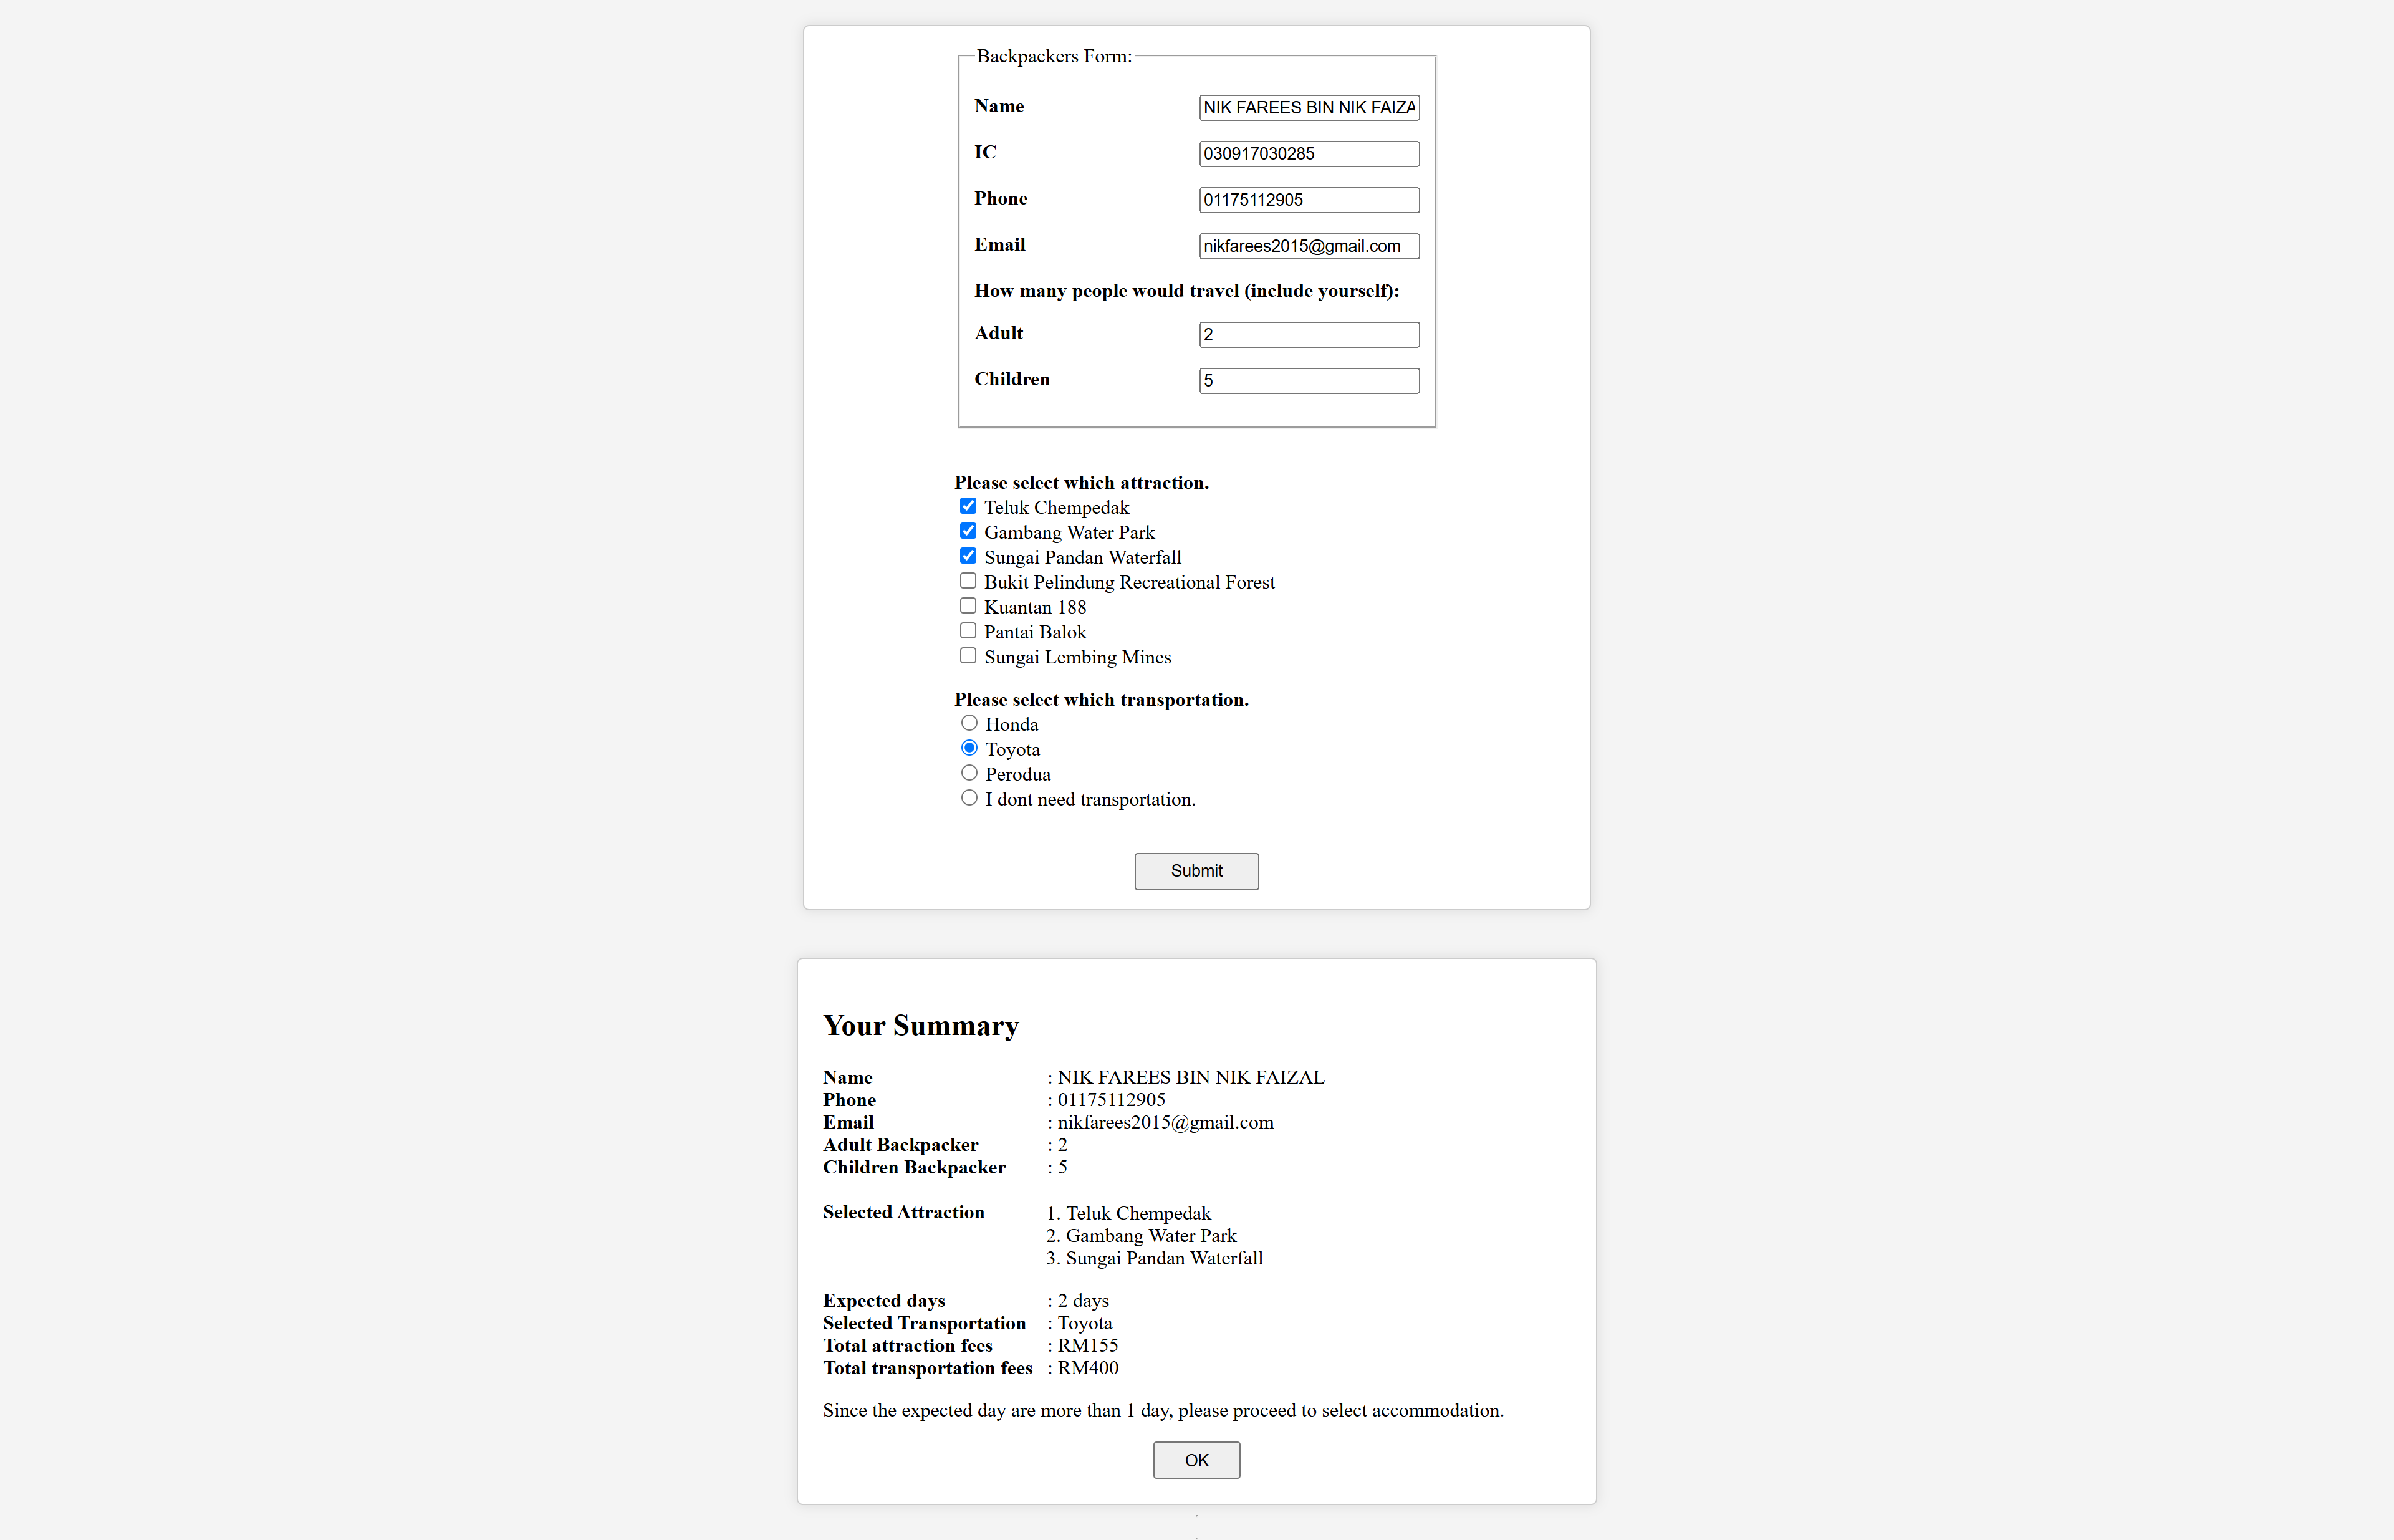 Backpackers Form:
Name NIK FAREES BIN NIK FAIZA
IC 030917030285
Phone 01175112905
Email nikfarees2015@gmail.com
How many people would travel (include yourself):
Adult 2
Children 5
Please select which attraction.
Teluk Chempedak
Gambang Water Park
Sungai Pandan Waterfall
Bukit Pelindung Recreational Forest
Kuantan 188
Pantai Balok
Sungai Lembing Mines
Please select which transportation.
Honda
Toyota
Perodua
I dont need transportation.
Submit
Your Summary
Name : NIK FAREES BIN NIK FAIZAL
Phone : 01175112905
Email : nikfarees2015@gmail.com
Adult Backpacker : 2
Children Backpacker : 5
Selected Attraction 1. Teluk Chempedak
2. Gambang Water Park
3. Sungai Pandan Waterfall
Expected days : 2 days
Selected Transportation : Toyota
Total attraction fees : RM155
Total transportation fees : RM400
Since the expected day are more than 1 day, please proceed to select accommodation.
OK